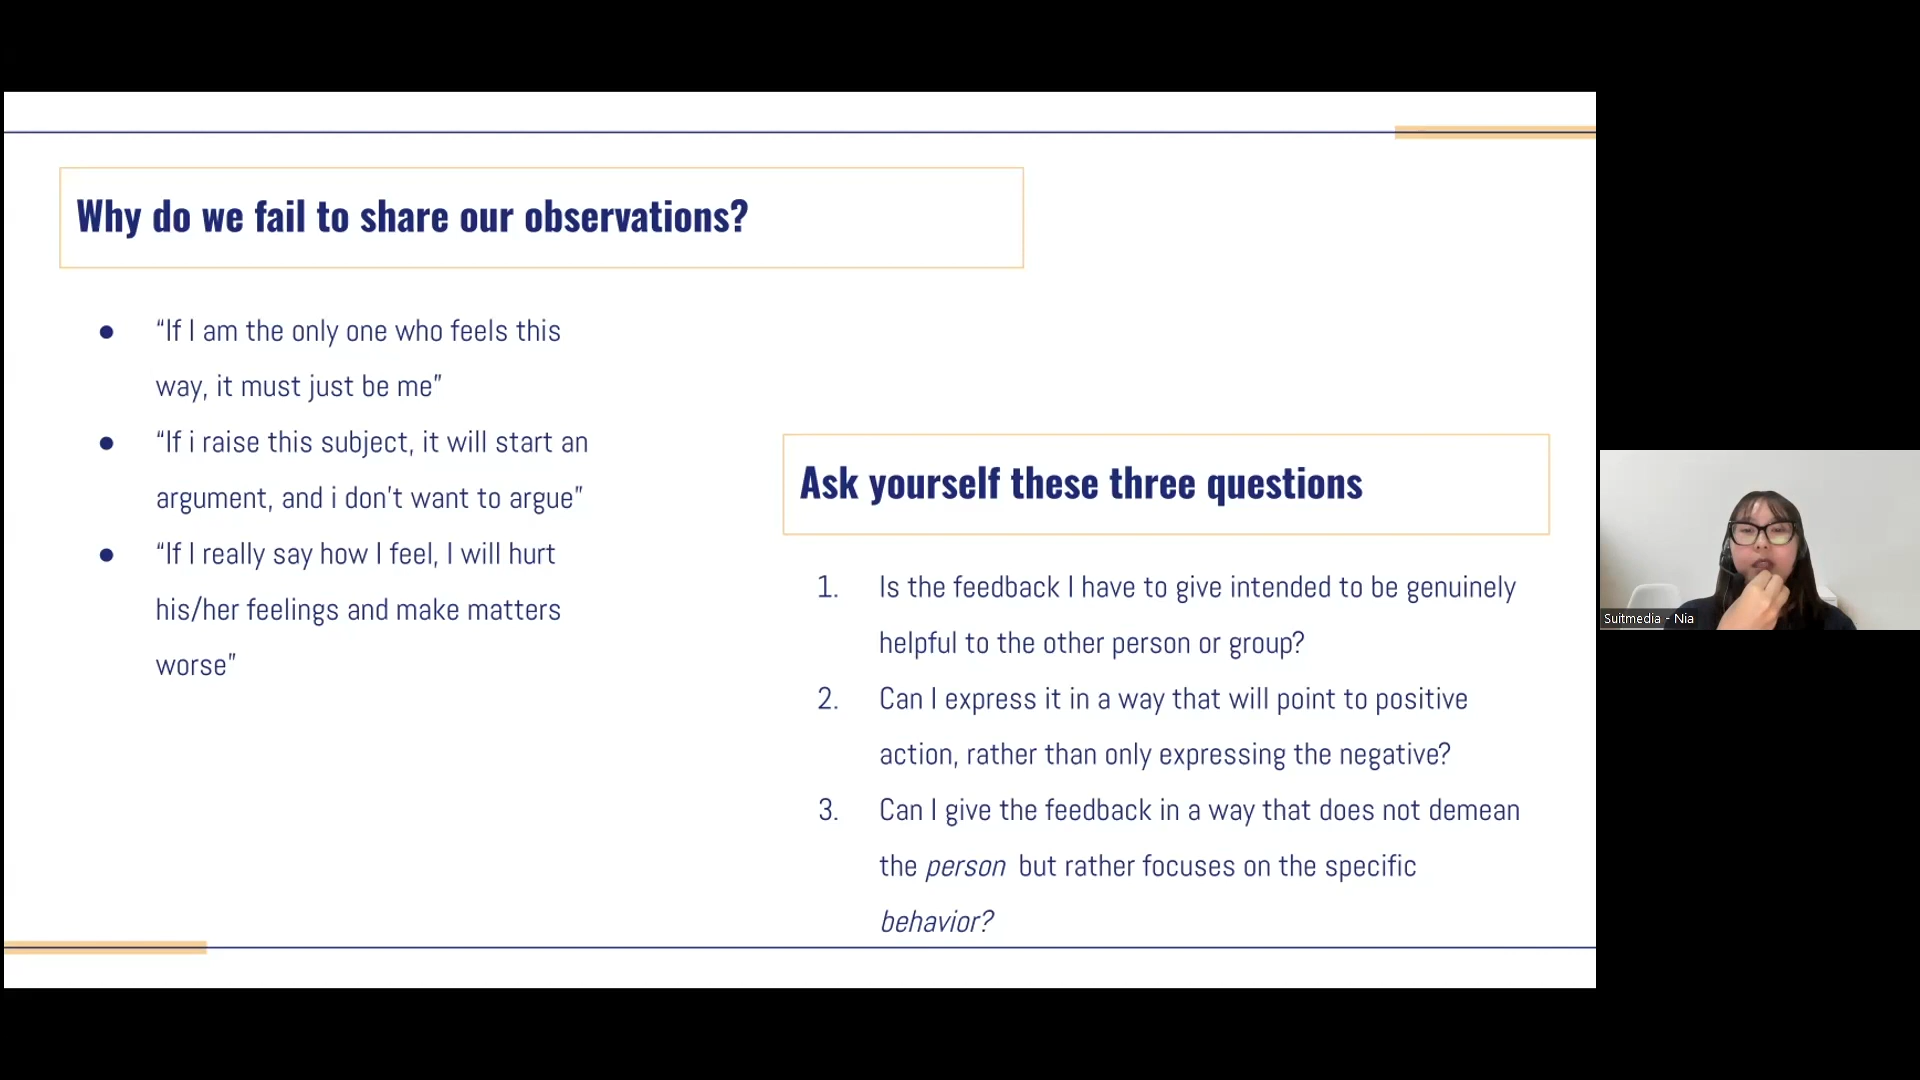 Why do we fail to share our observations?
● “If I am the only one who feels this
way, it must just be me”
● “If i raise this subject, it will start an
argument, and i don’t want to argue”
● “If I really say how I feel, I will hurt
his/her feelings and make matters
worse”
Ask yourself these three questions
1. Is the feedback I have to give intended to be genuinely
helpful to the other person or group?
2. Can I express it in a way that will point to positive
action, rather than only expressing the negative?
3. Can I give the feedback in a way that does not demean
the person but rather focuses on the specific
behavior?
Suitmedia - Nia